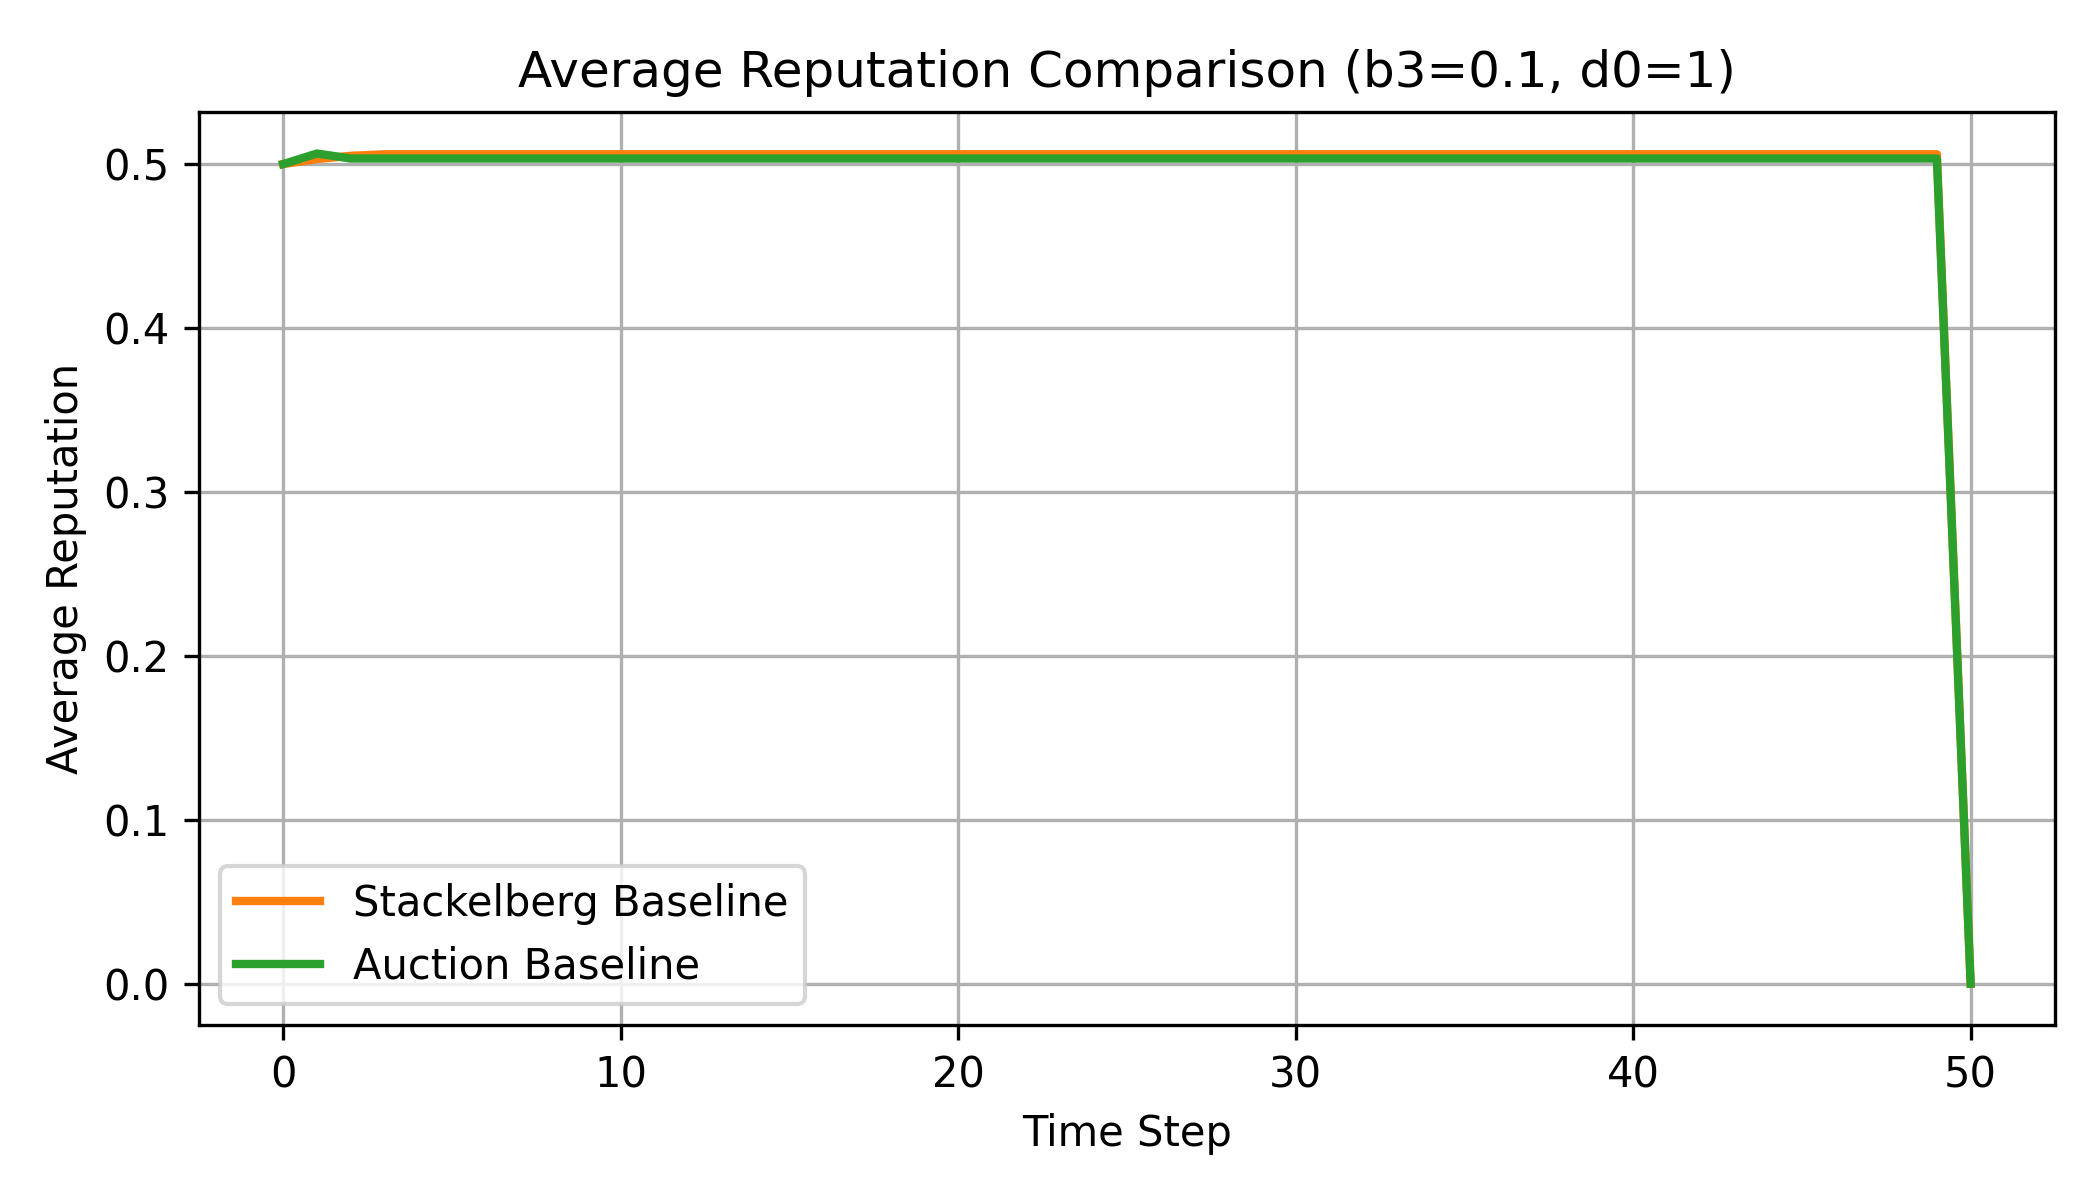 Average Reputation Comparison (b3=0.1, d0=1)
Average Reputation
0.5
0.4
0.3
0.2
0.1
0.0
Stackelberg Baseline
Auction Baseline
0 10 20 30 40 50
Time Step